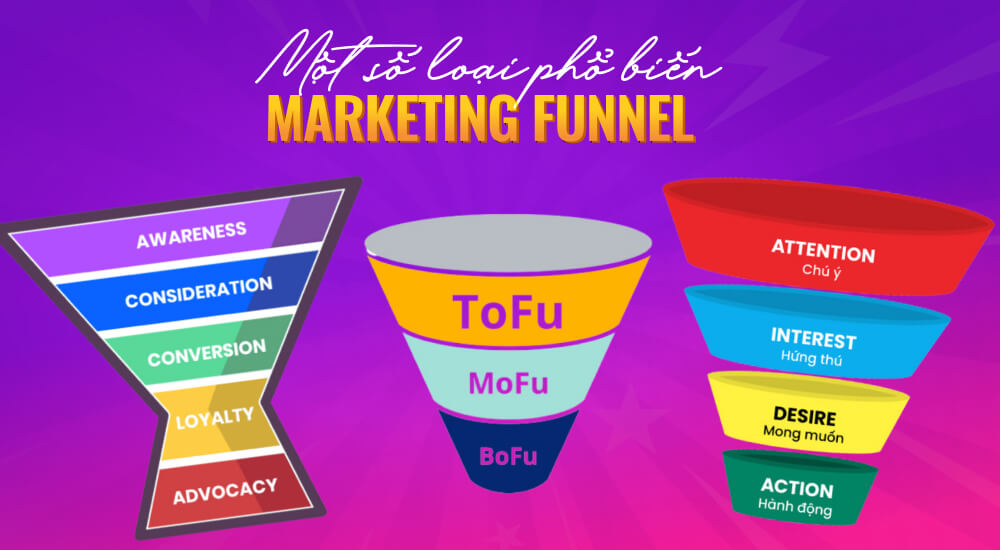 Một số loại phổ biến
MARKETING FUNNEL
AWARENESS
CONSIDERATION
CONVERSION
LOYALTY
ADVOCACY
ToFu
MoFu
BoFu
ATTENTION
Chú ý
INTEREST
Hứng thú
DESIRE
Mong muốn
ACTION
Hành động